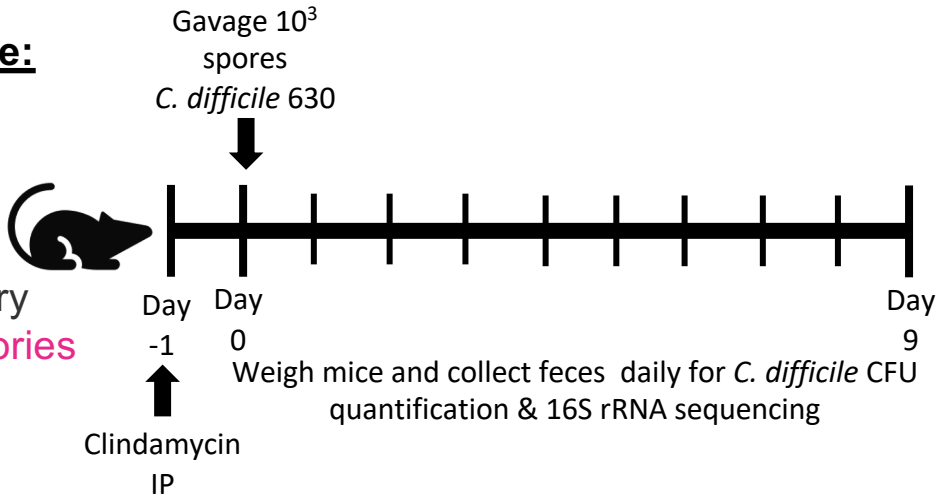 Gavage 10³
spores
C. difficile 630
e:
ry
ories
Day
-1
Day
0
Day
9
Weigh mice and collect feces daily for C. difficile CFU
quantification & 16S rRNA sequencing
Clindamycin
IP